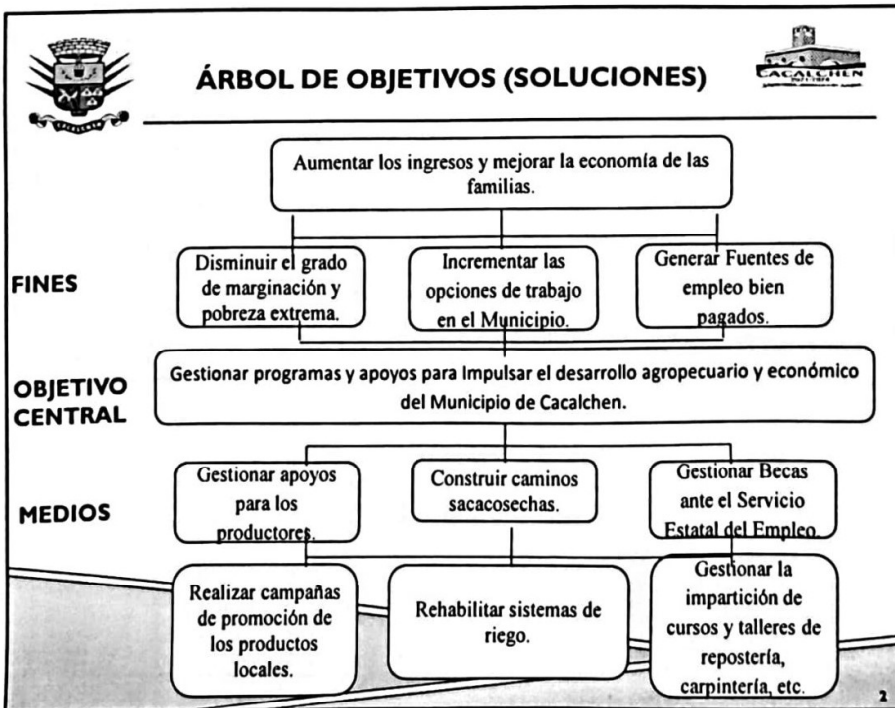 ÁRBOL DE OBJETIVOS (SOLUCIONES)
CACALCHEN
Aumentar los ingresos y mejorar la economía de las
familias.
FINES
Disminuir el grado
de marginación y
pobreza extrema.
Incrementar las
opciones de trabajo
en el Municipio.
Generar Fuentes de
empleo bien
pagados.
OBJETIVO
CENTRAL
Gestionar programas y apoyos para Impulsar el desarrollo agropecuario y económico
del Municipio de Cacalchen.
MEDIOS
Gestionar apoyos
para los
productores.
Construir caminos
sacacosechas.
Gestionar Becas
ante el Servicio
Estatal del Empleo.
Realizar campañas
de promoción de
los productos
locales.
Rehabilitar sistemas de
riego.
Gestionar la
impartición de
cursos y talleres de
repostería,
carpintería, etc.
2